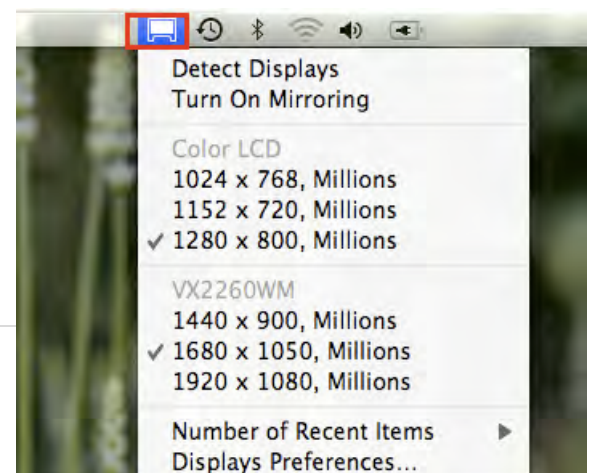 Detect Displays
Turn On Mirroring
Color LCD
1024 x 768, Millions
1152 x 720, Millions
✓ 1280 x 800, Millions
VX2260WM
1440 x 900, Millions
✓ 1680 x 1050, Millions
1920 x 1080, Millions
Number of Recent Items
Displays Preferences...